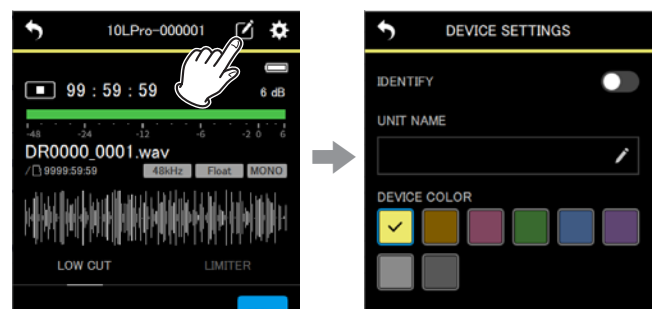 10LPro-000001
99 : 59 : 59
6 dB
-48 -24 -12 -6 -2 0 6
DR0000_0001.wav
/ 9999:59:59 48kHz Float MONO
LOW CUT LIMITER
DEVICE SETTINGS
IDENTIFY
UNIT NAME
DEVICE COLOR